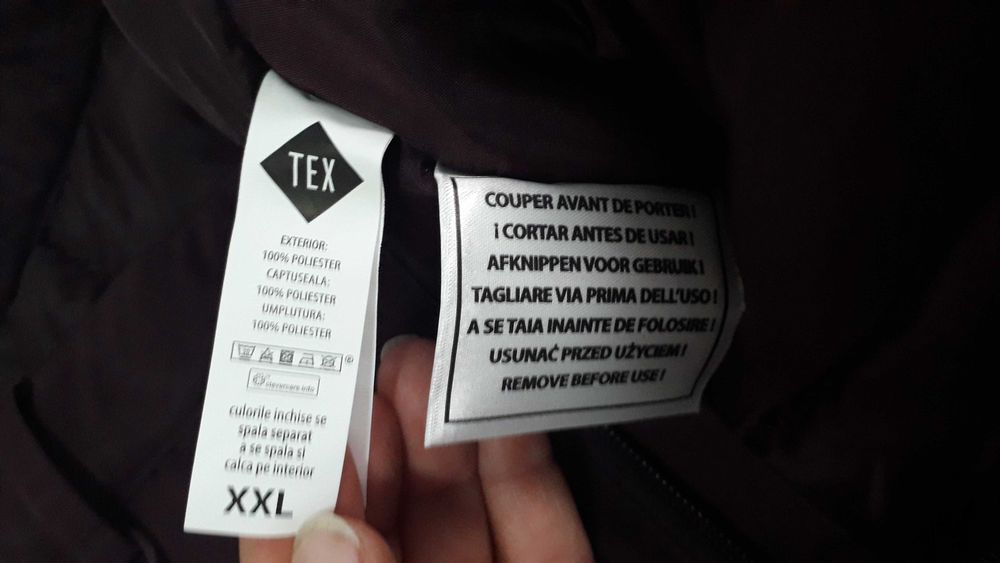 TEX
EXTERIOR:
100% POLIESTER
CAPTUSEALA:
100% POLIESTER
UMPLUTURA:
100% POLIESTER
©
clevercare.info
culorile inchise se
spala separat
a se spala si
calca pe interior
XXL
COUPER AVANT DE PORTER !
¡ CORTAR ANTES DE USAR !
AFKNIPPEN VOOR GEBRUIK !
TAGLIARE VIA PRIMA DELL'USO !
A SE TAIA INAINTE DE FOLOSIRE !
USUNAĆ PRZED UŻYCIEM !
REMOVE BEFORE USE !